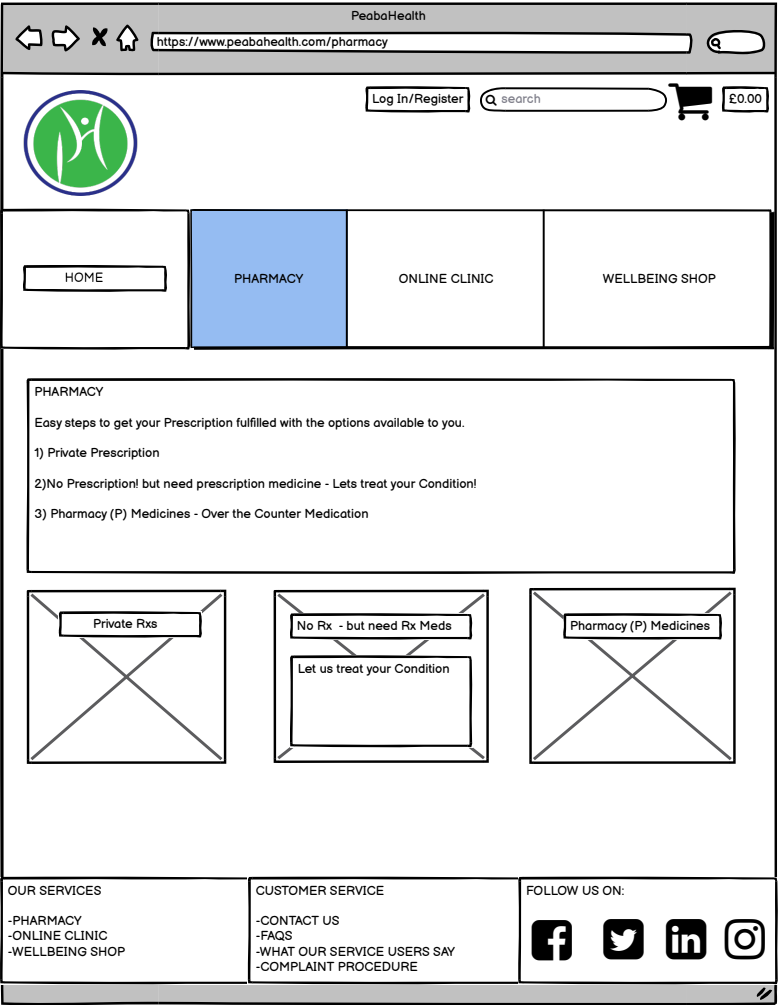 PeabaHealth
https://www.peabahealth.com/pharmacy
Log In/Register
search
£0.00
HOME
PHARMACY
ONLINE CLINIC
WELLBEING SHOP
PHARMACY
Easy steps to get your Prescription fulfilled with the options available to you.
1) Private Prescription
2)No Prescription! but need prescription medicine - Lets treat your Condition!
3) Pharmacy (P) Medicines - Over the Counter Medication
Private Rxs
No Rx - but need Rx Meds
Let us treat your Condition
Pharmacy (P) Medicines
OUR SERVICES
-PHARMACY
-ONLINE CLINIC
-WELLBEING SHOP
CUSTOMER SERVICE
-CONTACT US
-FAQS
-WHAT OUR SERVICE USERS SAY
-COMPLAINT PROCEDURE
FOLLOW US ON: